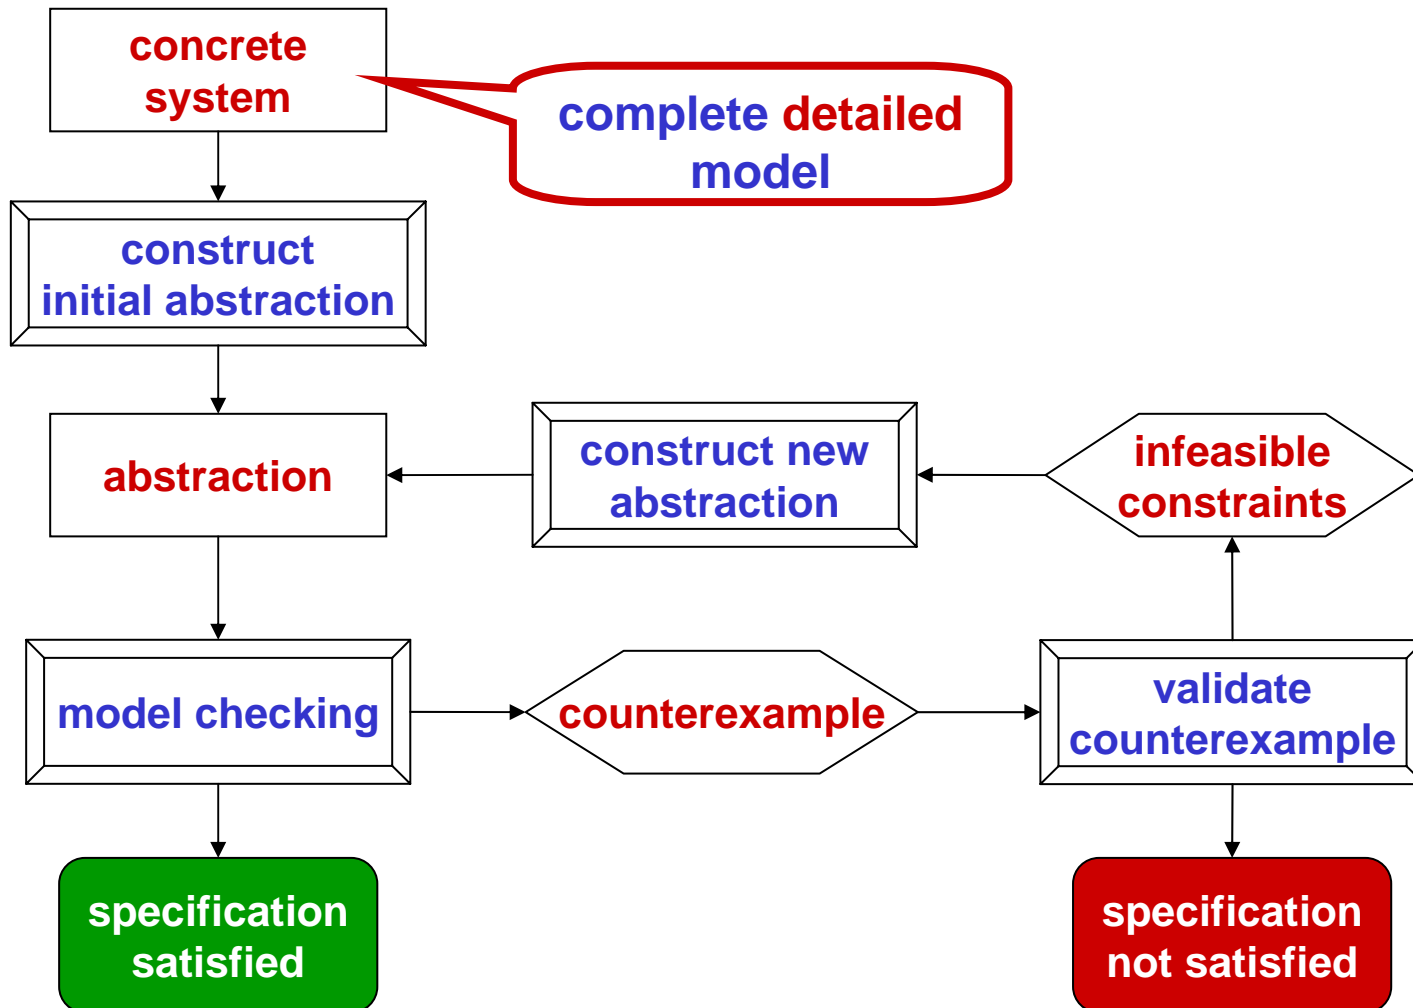 concrete
system
complete detailed
model
construct
initial abstraction
abstraction
construct new
abstraction
infeasible
constraints
model checking
counterexample
validate
counterexample
specification
satisfied
specification
not satisfied